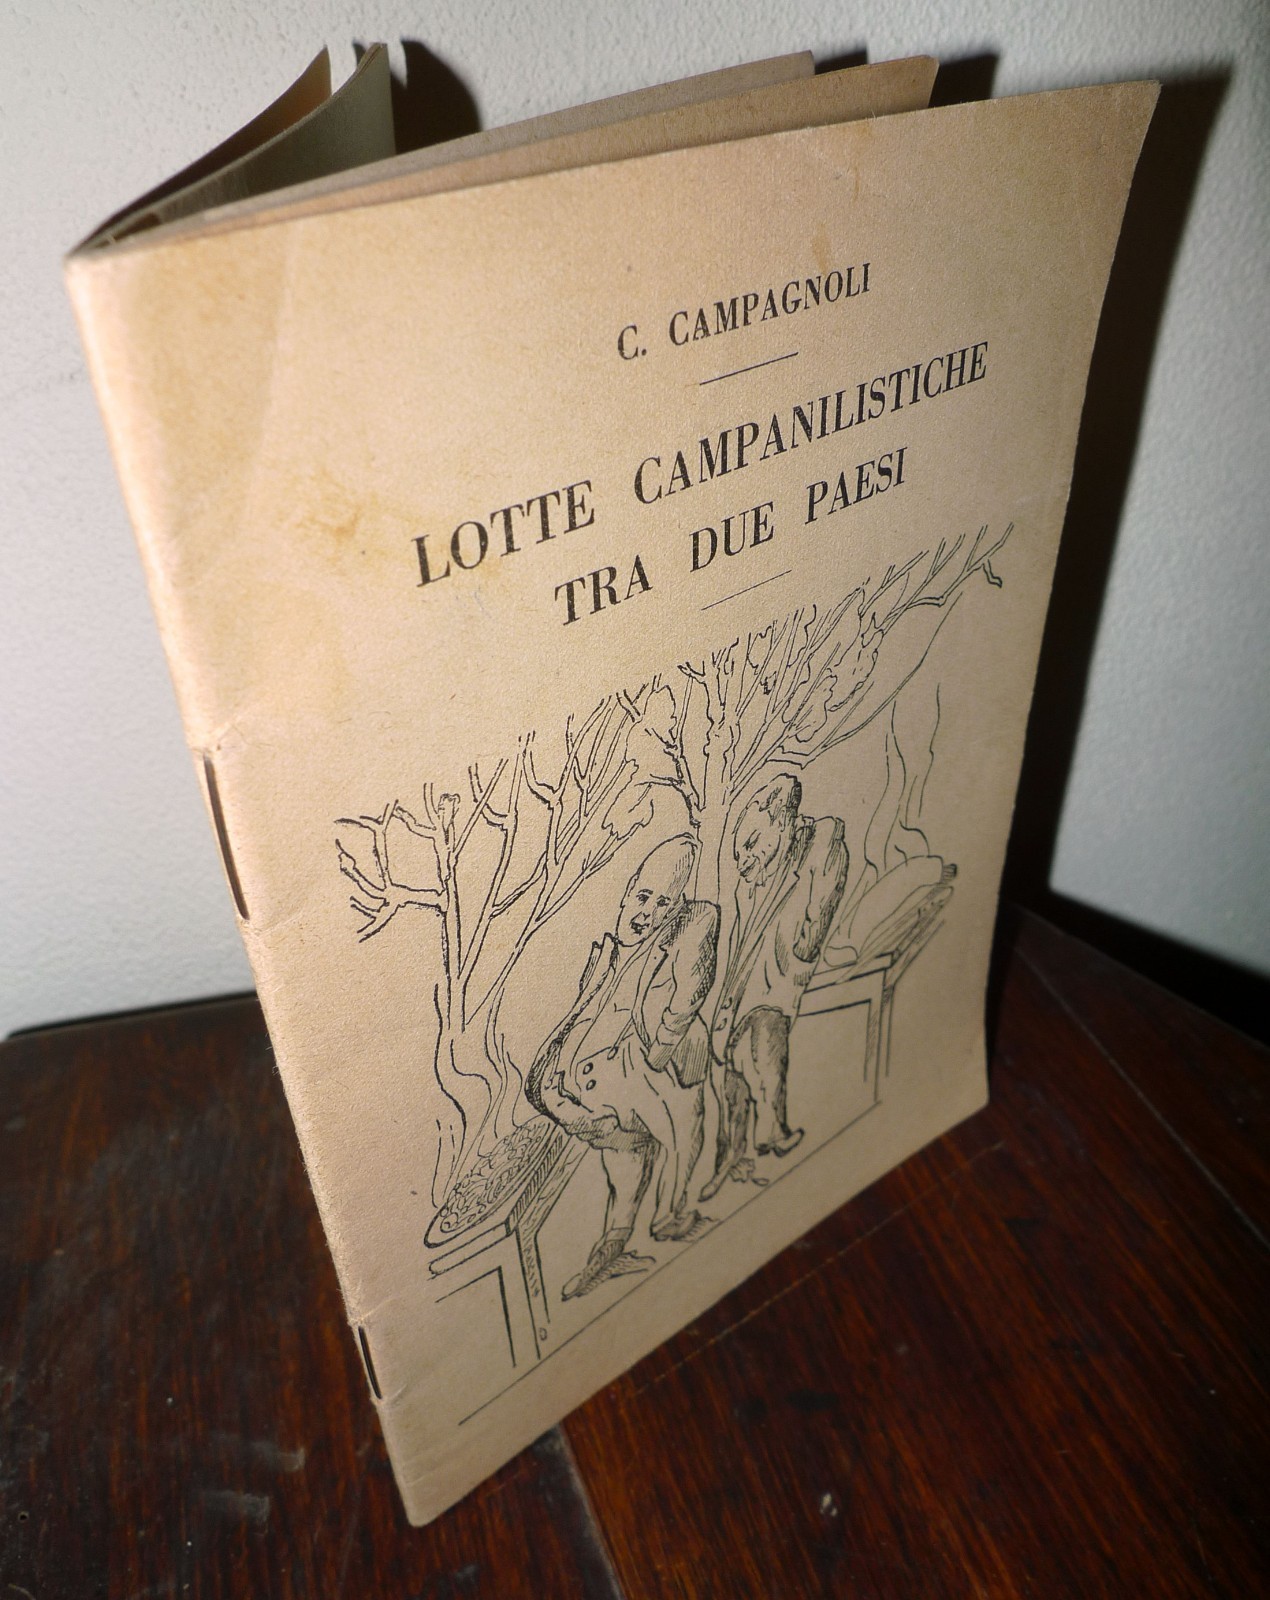 C. CAMPAGNOLI
LOTTE CAMPANILISTICHE
TRA DUE PAESI